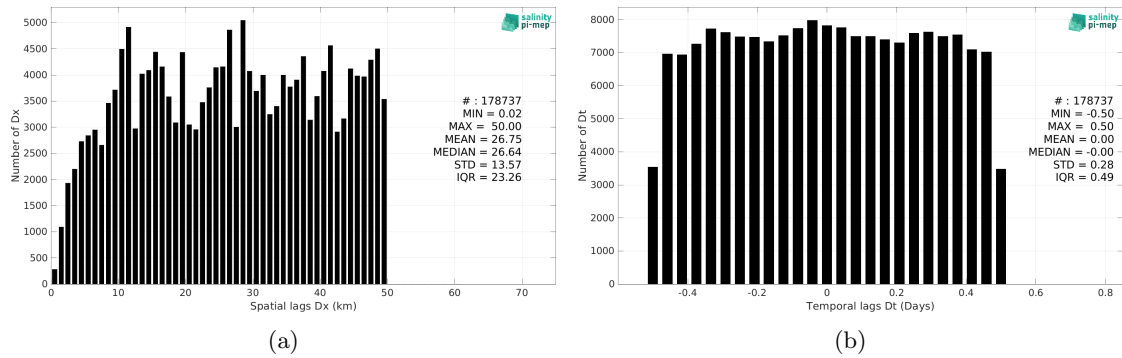 5000
4500
4000
3500
3000
2500
2000
1500
1000
500
0
Number of Dx
0 10 20 30 40 50 60 70
Spatial lags Dx (km)
salinity
pi-mep
# : 178737
MIN = 0.02
MAX = 50.00
MEAN = 26.75
MEDIAN = 26.64
STD = 13.57
IQR = 23.26
(a)
8000
7000
6000
5000
4000
3000
2000
1000
0
Number of Dt
-0.4 -0.2 0 0.2 0.4 0.6 0.8
Temporal lags Dt (Days)
salinity
pi-mep
# : 178737
MIN = -0.50
MAX = 0.50
MEAN = 0.00
MEDIAN = -0.00
STD = 0.28
IQR = 0.49
(b)